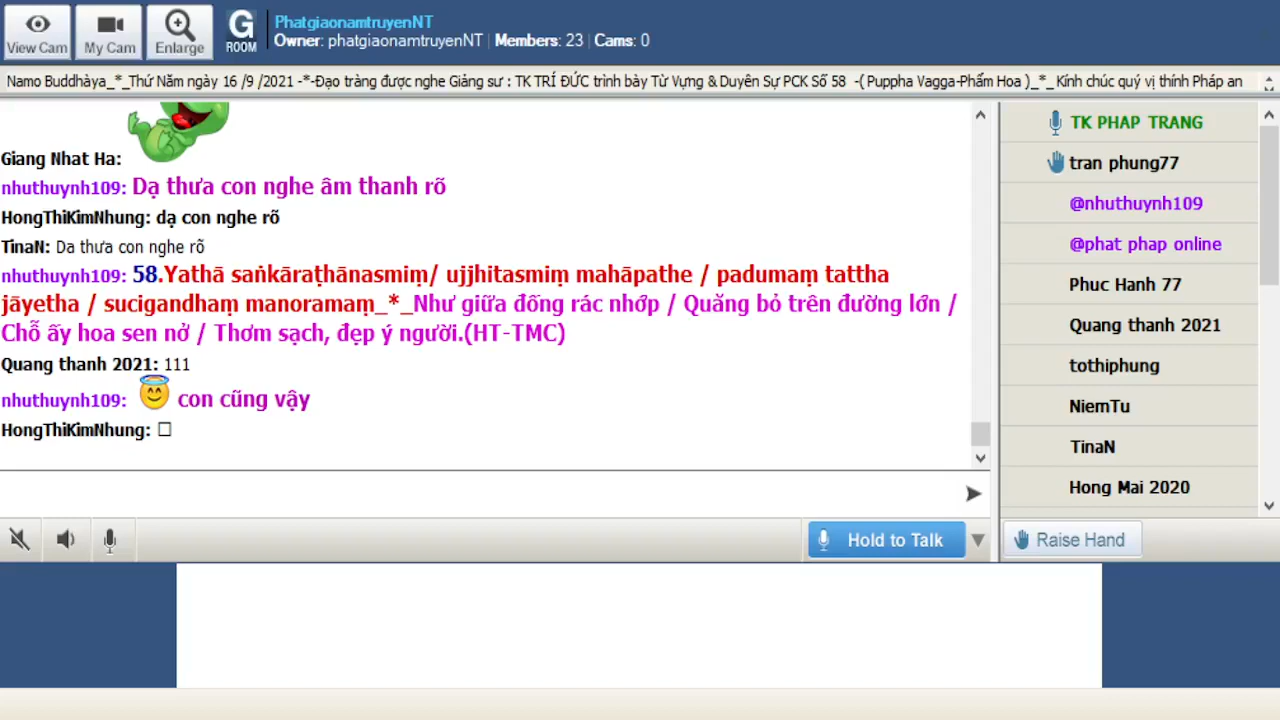 View Cam
My Cam
Enlarge
G
ROOM
PhatgiaonamtruyenNT
Owner: phatgiaonamtruyenNT | Members: 23 | Cams: 0
Namo Buddhàya_*_Thứ Năm ngày 16 /9 /2021 -*-Đạo tràng được nghe Giảng sư : TK TRÍ ĐỨC trình bày Từ Vựng & Duyên Sự PCK Số 58 -( Puppha Vagga-Phẩm Hoa )_*_ Kính chúc quý vị thính Pháp an
Giang Nhat Ha:
nhuthuynh109: Dạ thưa con nghe âm thanh rõ
HongThiKimNhung: dạ con nghe rõ
TinaN: Da thưa con nghe rõ
nhuthuynh109: 58.Yathā saṅkāraṭhānasmiṃ/ ujjhitasmiṃ mahāpathe / padumaṃ tattha
jāyetha / sucigandhaṃ manoramaṃ_*_Như giữa đống rác nhớp / Quăng bỏ trên đường lớn /
Chỗ ấy hoa sen nở / Thơm sạch, đẹp ý người.(HT-TMC)
Quang thanh 2021: 111
nhuthuynh109: con cũng vậy
HongThiKimNhung: □
TK PHAP TRANG
tran phung77
@nhuthuynh109
@phat phap online
Phuc Hanh 77
Quang thanh 2021
tothiphung
NiemTu
TinaN
Hong Mai 2020
Hold to Talk
Raise Hand